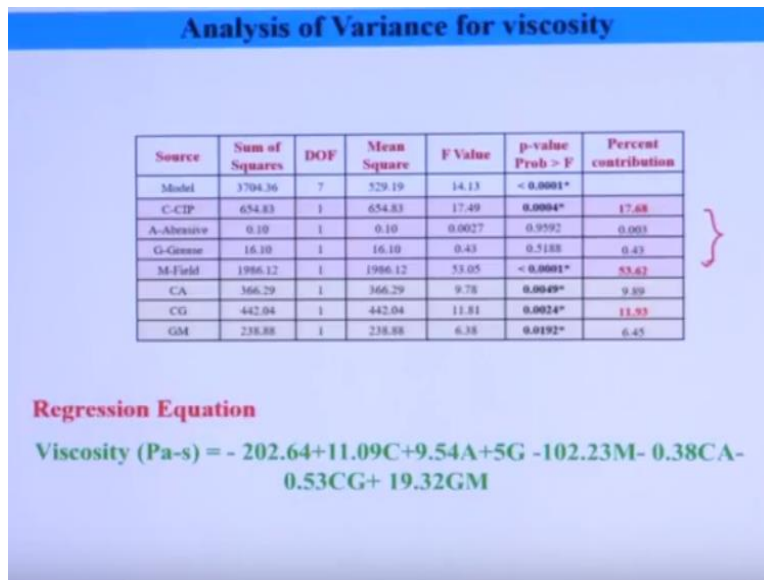 Analysis of Variance for viscosity
Source Sum of Squares DOF Mean Square F Value p-value Prob > F Percent contribution
Model 3704.36 7 529.19 14.13 < 0.0001*
C-CIP 654.83 1 654.83 17.49 0.0004* 17.68
A-Abrasive 0.10 1 0.10 0.0027 0.9592 0.003
G-Grease 16.10 1 16.10 0.43 0.5188 0.43
M-Field 1986.12 1 1986.12 53.05 < 0.0001* 53.62
CA 366.29 1 366.29 9.78 0.0049* 9.89
CG 442.04 1 442.04 11.81 0.0024* 11.93
GM 238.88 1 238.88 6.38 0.0192* 6.45
Regression Equation
Viscosity (Pa-s) = - 202.64+11.09C+9.54A+5G -102.23M- 0.38CA-
0.53CG+ 19.32GM